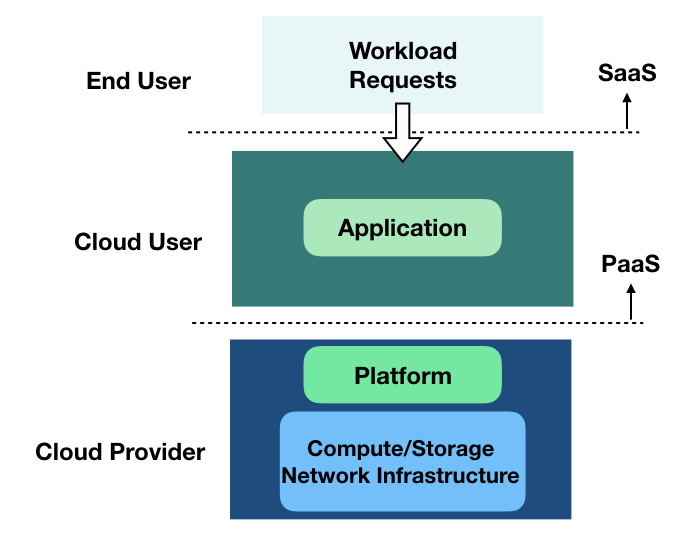 Workload
Requests
End User
SaaS
Application
Cloud User
PaaS
Platform
Cloud Provider
Compute/Storage
Network Infrastructure